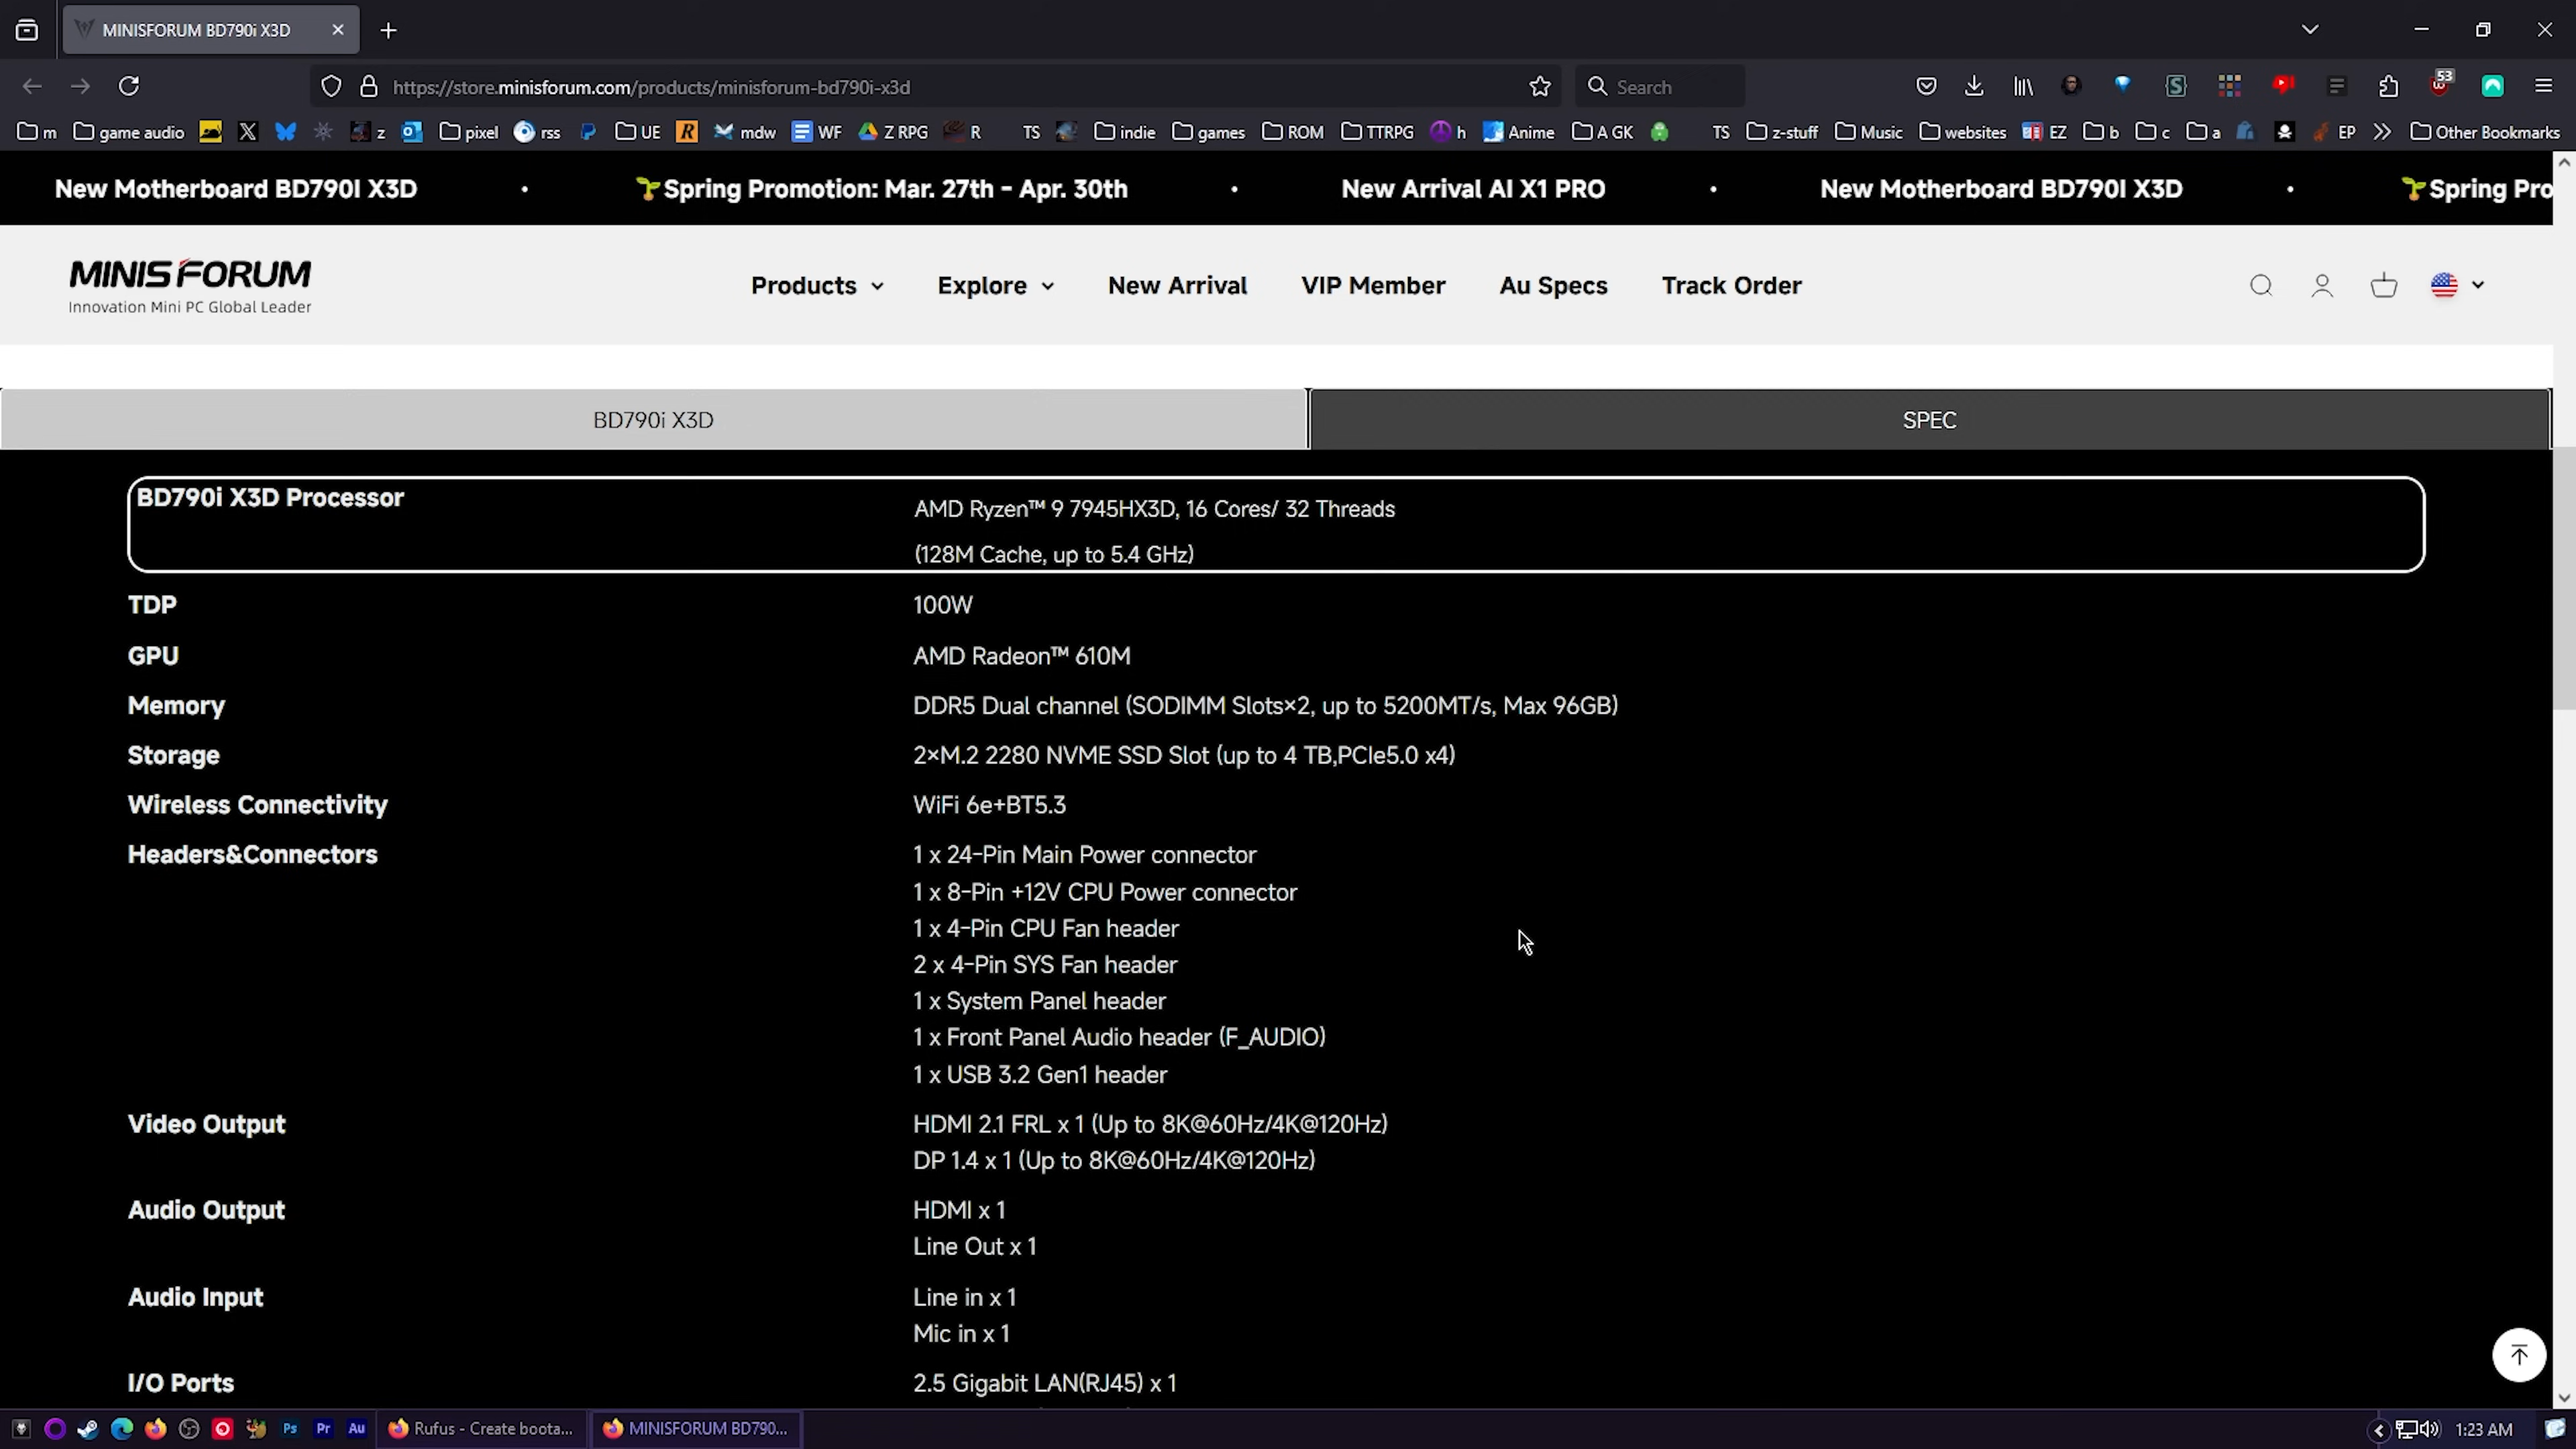 MINISFORUM BD790i X3D
https://store.minisforum.com/products/minisforum-bd790i-x3d
Search
53
m
game audio
z
pixel
rss
UE
mdw
WF
Z RPG
R
TS
indie
games
ROM
TTRPG
h
Anime
A GK
TS
z-stuff
Music
websites
EZ
b
c
a
EP
Other Bookmarks
New Motherboard BD790I X3D • Spring Promotion: Mar. 27th - Apr. 30th • New Arrival AI X1 PRO • New Motherboard BD790I X3D • Spring Pro
MINISFORUM
Innovation Mini PC Global Leader
Products
Explore
New Arrival
VIP Member
Au Specs
Track Order
BD790i X3D
SPEC
BD790i X3D Processor
AMD Ryzen™ 9 7945HX3D, 16 Cores/ 32 Threads
(128M Cache, up to 5.4 GHz)
TDP
100W
GPU
AMD Radeon™ 610M
Memory
DDR5 Dual channel (SODIMM Slots×2, up to 5200MT/s, Max 96GB)
Storage
2×M.2 2280 NVME SSD Slot (up to 4 TB,PCIe5.0 x4)
Wireless Connectivity
WiFi 6e+BT5.3
Headers&Connectors
1 x 24-Pin Main Power connector
1 x 8-Pin +12V CPU Power connector
1 x 4-Pin CPU Fan header
2 x 4-Pin SYS Fan header
1 x System Panel header
1 x Front Panel Audio header (F_AUDIO)
1 x USB 3.2 Gen1 header
Video Output
HDMI 2.1 FRL x 1 (Up to 8K@60Hz/4K@120Hz)
DP 1.4 x 1 (Up to 8K@60Hz/4K@120Hz)
Audio Output
HDMI x 1
Line Out x 1
Audio Input
Line in x 1
Mic in x 1
I/O Ports
2.5 Gigabit LAN(RJ45) x 1
Ps
Pr
Au
Rufus - Create boota...
MINISFORUM BD790...
1:23 AM